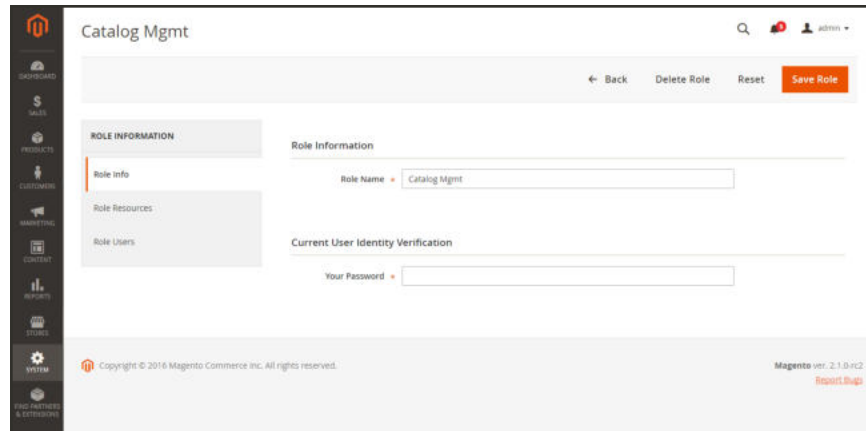 Catalog Mgmt
admin
DASHBOARD
SALES
PRODUCTS
CUSTOMERS
MARKETING
CONTENT
REPORTS
STORES
SYSTEM
FIND PARTNERS
& EXTENSIONS
← Back Delete Role Reset Save Role
ROLE INFORMATION
Role Info
Role Resources
Role Users
Role Information
Role Name * Catalog Mgmt
Current User Identity Verification
Your Password *
Copyright © 2016 Magento Commerce Inc. All rights reserved.
Magento ver. 2.1.0-rc2
Report Bugs